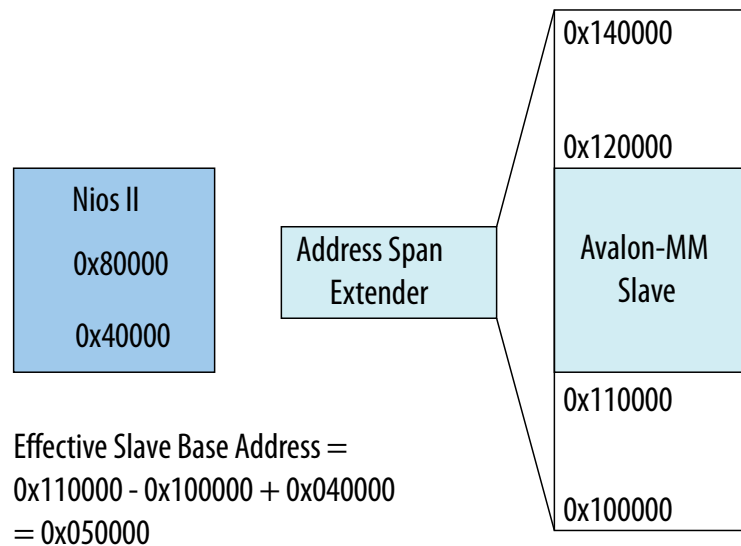 Nios II
0x80000
0x40000
Address Span
Extender
0x140000
0x120000
Avalon-MM
Slave
0x110000
0x100000
Effective Slave Base Address =
0x110000 - 0x100000 + 0x040000
= 0x050000